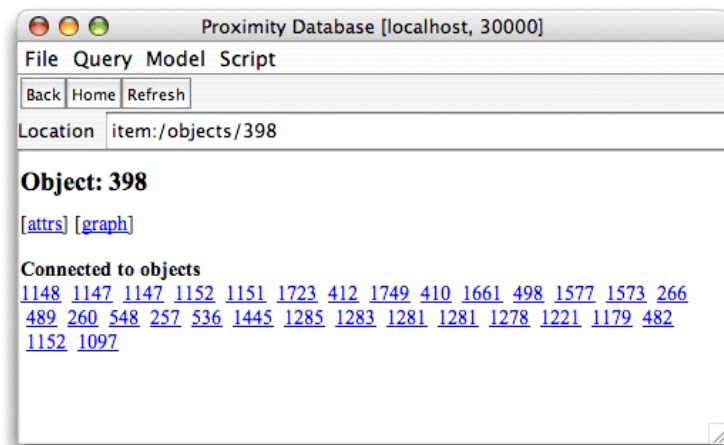 Proximity Database [localhost, 30000]
File Query Model Script
Back Home Refresh
Location item:/objects/398
Object: 398
[attrs] [graph]
Connected to objects
1148 1147 1147 1152 1151 1723 412 1749 410 1661 498 1577 1573 266
489 260 548 257 536 1445 1285 1283 1281 1281 1278 1221 1179 482
1152 1097